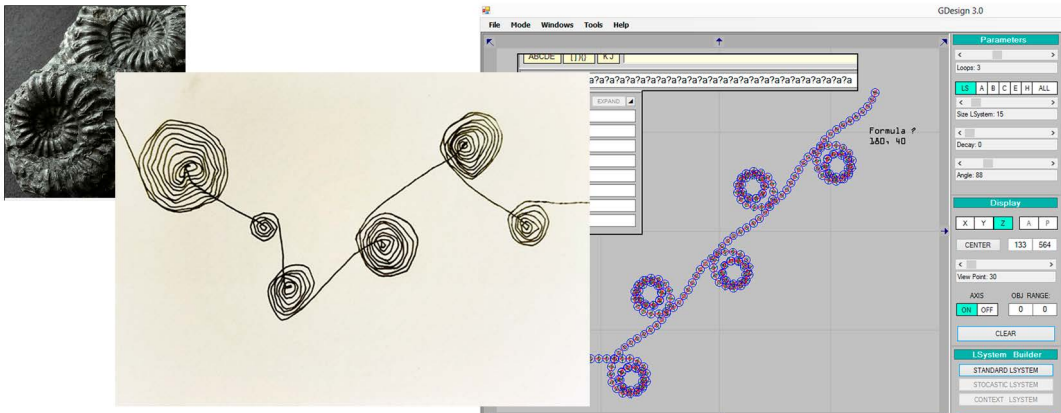 GDesign 3.0
File Mode Windows Tools Help
ABCDE [ ] |{} K J
a?a?a?a?a?a?a?a?a?a?a?a?a?a?a?a?a?a?a?a?a?a?a?a?a?a
EXPAND
Formula ?
180, 40
Parameters
< >
Loops: 3
LS A B C E H ALL
< >
Size LSystem: 15
< >
Decay: 0
< >
Angle: 88
Display
X Y Z A P
CENTER 133 564
< >
View Point: 30
AXIS OBJ RANGE:
ON OFF 0 0
CLEAR
LSystem Builder
STANDARD LSYSTEM
STOCASTIC LSYSTEM
CONTEXT LSYSTEM